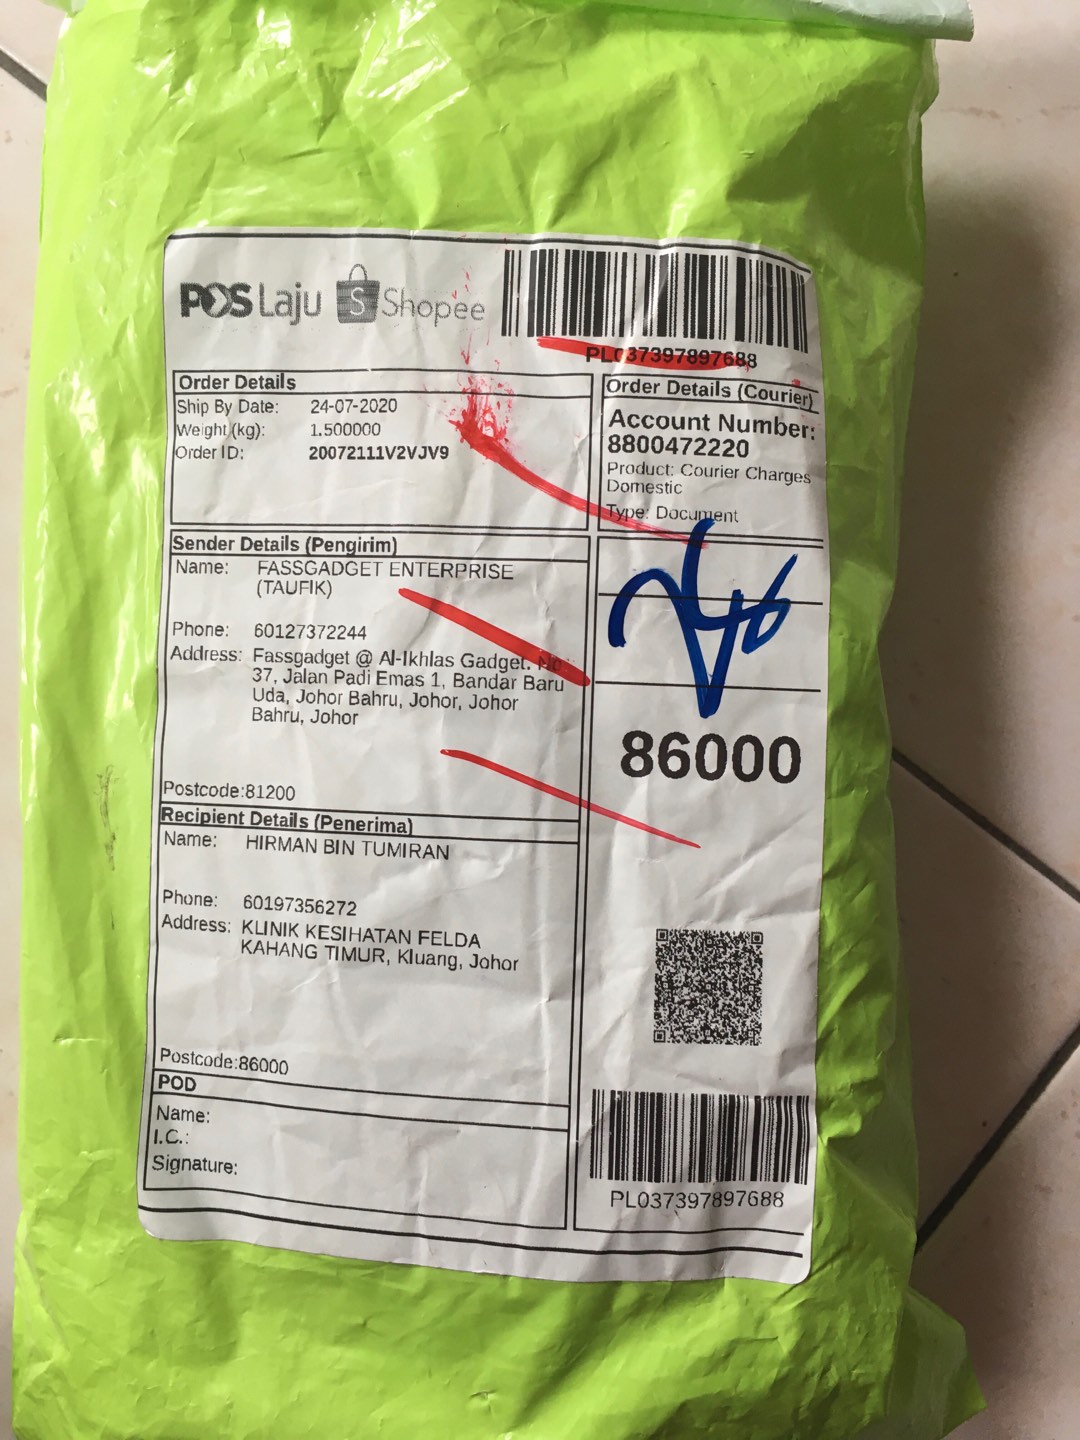 POS Laju Shopee
PL037397897688
Order Details
Ship By Date: 24-07-2020
Weight (kg): 1.500000
Order ID: 20072111V2VJV9
Order Details (Courier)
Account Number:
8800472220
Product: Courier Charges
Domestic
Type: Document
Sender Details (Pengirim)
Name: FASSGADGET ENTERPRISE
(TAUFIK)
Phone: 60127372244
Address: Fassgadget @ Al-Ikhlas Gadget. No
37, Jalan Padi Emas 1, Bandar Baru
Uda, Johor Bahru, Johor, Johor
Bahru, Johor
Postcode:81200
86000
Recipient Details (Penerima)
Name: HIRMAN BIN TUMIRAN
Phone: 60197356272
Address: KLINIK KESIHATAN FELDA
KAHANG TIMUR, Kluang, Johor
Postcode:86000
POD
Name:
I.C.:
Signature:
PL037397897688